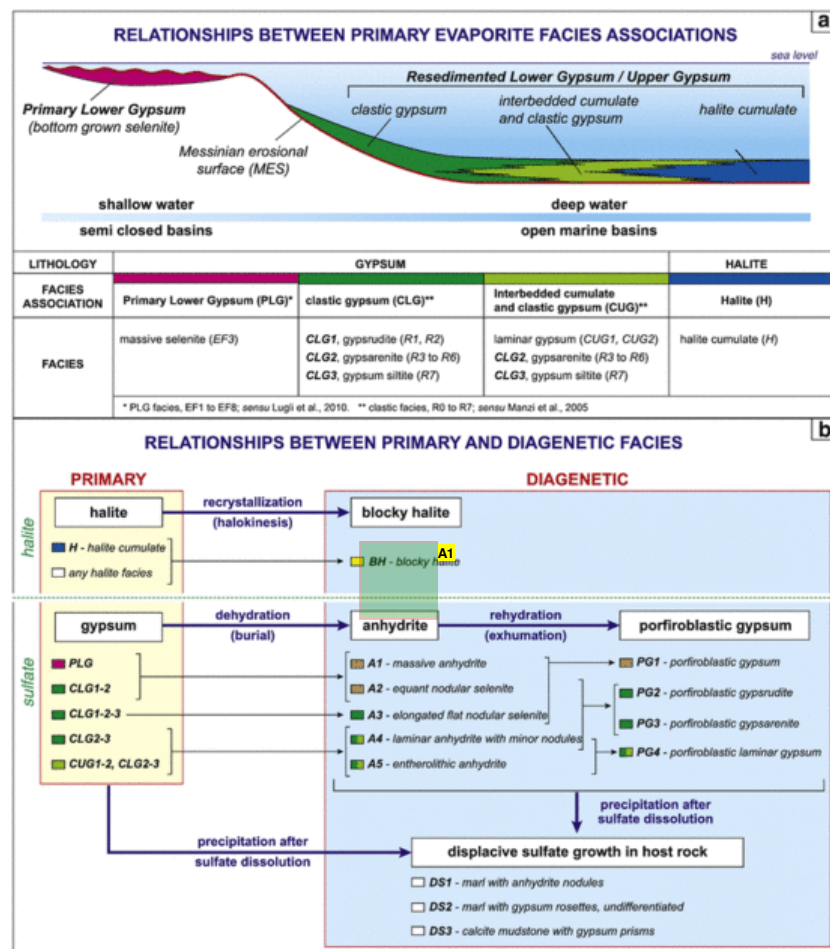 a
RELATIONSHIPS BETWEEN PRIMARY EVAPORITE FACIES ASSOCIATIONS
sea level
Resedimented Lower Gypsum / Upper Gypsum
Primary Lower Gypsum
(bottom grown selenite)
clastic gypsum
interbedded cumulate
and clastic gypsum
halite cumulate
Messinian erosional
surface (MES)
shallow water
deep water
semi closed basins
open marine basins
LITHOLOGY
GYPSUM
HALITE
FACIES
ASSOCIATION
Primary Lower Gypsum (PLG)*
clastic gypsum (CLG)**
Interbedded cumulate
and clastic gypsum (CUG)**
Halite (H)
FACIES
massive selenite (EF3)
CLG1, gypsrudite (R1, R2)
CLG2, gypsarenite (R3 to R6)
CLG3, gypsum siltite (R7)
laminar gypsum (CUG1, CUG2)
CLG2, gypsarenite (R3 to R6)
CLG3, gypsum siltite (R7)
halite cumulate (H)
* PLG facies, EF1 to EF8; sensu Lugli et al., 2010. ** clastic facies, R0 to R7; sensu Manzi et al., 2005
b
RELATIONSHIPS BETWEEN PRIMARY AND DIAGENETIC FACIES
PRIMARY
DIAGENETIC
halite
halite
recrystallization
(halokinesis)
blocky halite
H - halite cumulate
any halite facies
BH - blocky halite
A1
sulfate
gypsum
dehydration
(burial)
anhydrite
rehydration
(exhumation)
porfiroblastic gypsum
PLG
CLG1-2
CLG1-2-3
CLG2-3
CUG1-2, CLG2-3
A1 - massive anhydrite
A2 - equant nodular selenite
A3 - elongated flat nodular selenite
A4 - laminar anhydrite with minor nodules
A5 - entherolithic anhydrite
PG1 - porfiroblastic gypsum
PG2 - porfiroblastic gypsrudite
PG3 - porfiroblastic gypsarenite
PG4 - porfiroblastic laminar gypsum
precipitation after
sulfate dissolution
precipitation after
sulfate dissolution
displacive sulfate growth in host rock
DS1 - marl with anhydrite nodules
DS2 - marl with gypsum rosettes, undifferentiated
DS3 - calcite mudstone with gypsum prisms